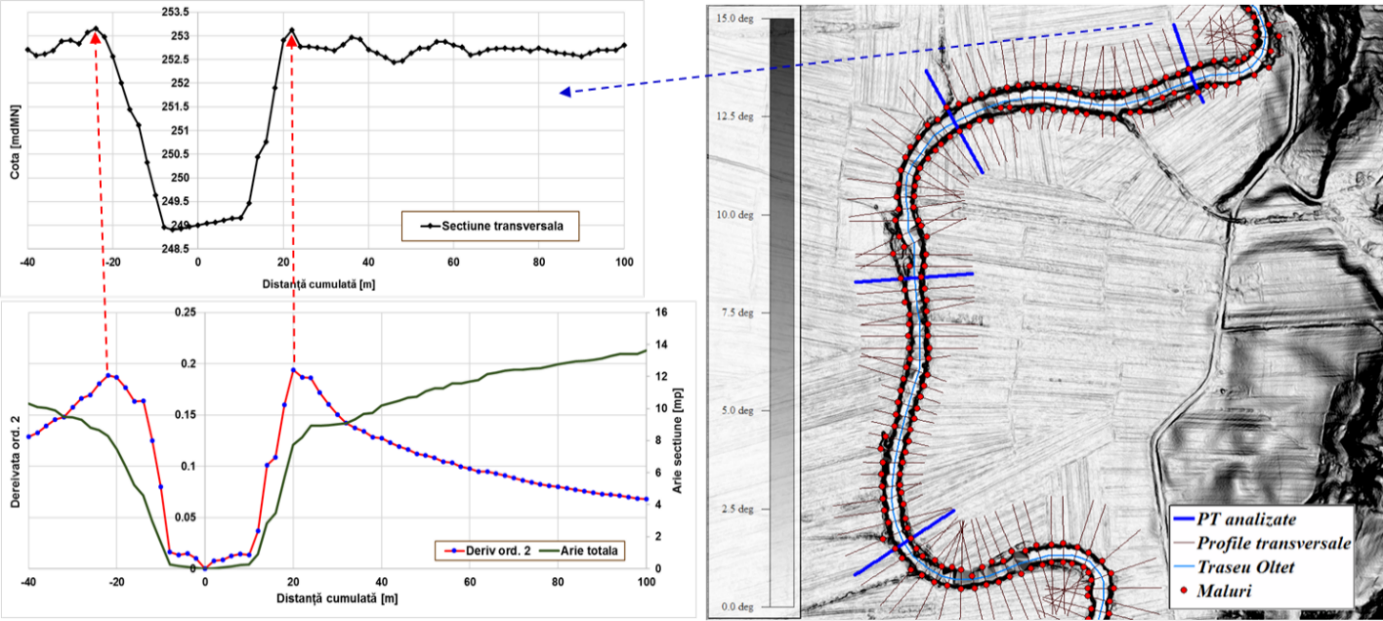 253.5
253
252.5
252
251.5
251
250.5
250
249.5
249
248.5
Cota [mdMN]
Sectiune transversala
-40
-20
0
20
40
60
80
100
Distanță cumulată [m]
0.25
0.2
0.15
0.1
0.05
0
Dereivata ord. 2
16
14
12
10
8
6
4
2
0
Arie sectiune [mp]
Deriv ord. 2
Arie totala
-40
-20
0
20
40
60
80
100
Distanță cumulată [m]
15.0 deg
12.5 deg
10.0 deg
7.5 deg
5.0 deg
2.5 deg
0.0 deg
PT analizate
Profile transversale
Traseu Oltet
Maluri